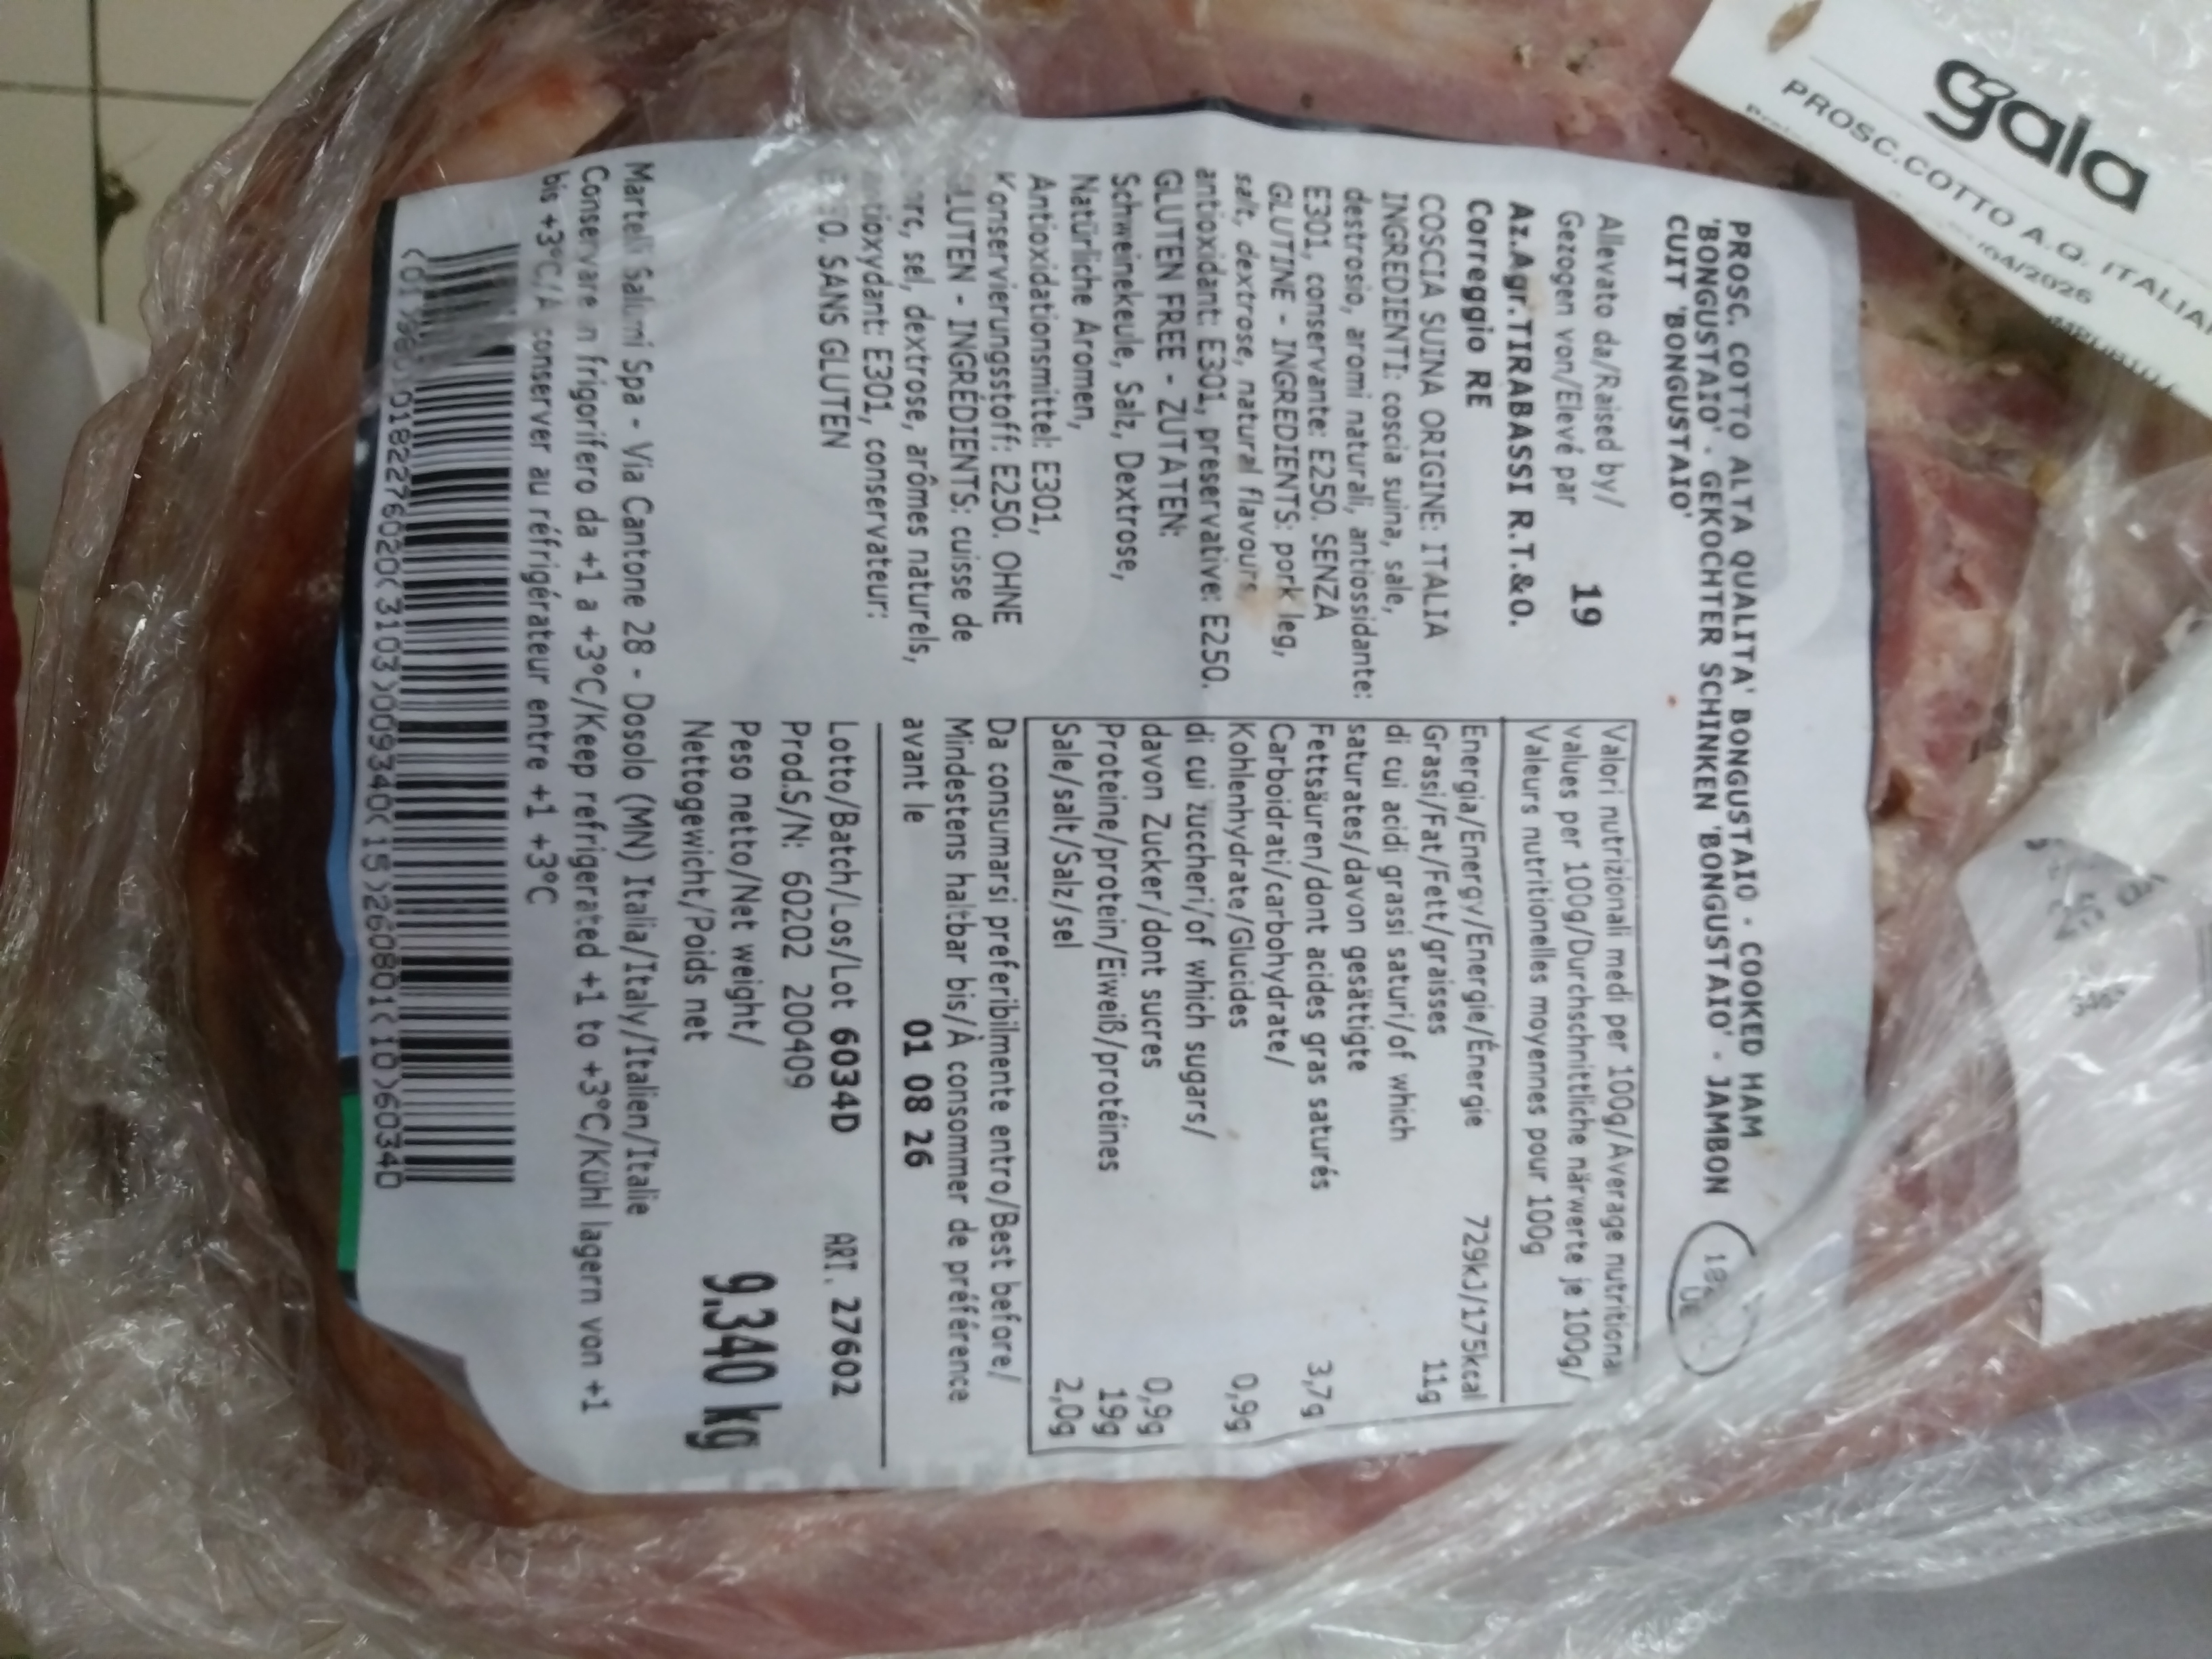 PROSC. COTTO ALTA QUALITA' BONGUSTAIO - COOKED HAM
'BONGUSTAIO' - GEKOCHTER SCHINKEN 'BONGUSTAIO' - JAMBON
CUIT 'BONGUSTAIO'
Allevato da/Raised by/
Gezogen von/Elevé par 19
Az.Agr.TIRABASSI R.T.&O.
Correggio RE
COSCIA SUINA ORIGINE: ITALIA
INGREDIENTI: coscia suina, sale,
destrosio, aromi naturali, antiossidante:
E301, conservante: E250. SENZA
GLUTINE - INGREDIENTS: pork leg,
salt, dextrose, natural flavours,
antioxidant: E301, preservative: E250.
GLUTEN FREE - ZUTATEN:
Schweinekeule, Salz, Dextrose,
Natürliche Aromen,
Antioxidationsmittel: E301,
Konservierungsstoff: E250. OHNE
GLUTEN - INGRÉDIENTS: cuisse de
sel, dextrose, arômes naturels,
E301, conservateur:
SANS GLUTEN
Valori nutrizionali medi per 100g/Average nutritional
values per 100g/Durchschnittliche närwerte je 100g/
Valeurs nutritionelles moyennes pour 100g
Energia/Energy/Energie/Énergie 729kJ/175kcal
Grassi/Fat/Fett/graisses 11g
di cui acidi grassi saturi/of which
saturates/davon gesättigte
Fettsäuren/dont acides gras saturés 3,7g
Carboidrati/carbohydrate/
Kohlenhydrate/Glucides 0,9g
di cui zuccheri/of which sugars/
davon Zucker/dont sucres 0,9g
Proteine/protein/Eiweiß/protéines 19g
Sale/salt/Salz/sel 2,0g
Da consumarsi preferibilmente entro/Best before/
Mindestens haltbar bis/À consommer de préférence
avant le 01 08 26
Lotto/Batch/Los/Lot 6034D ART. 27602
Prod.S/N: 60202 200409
Peso netto/Net weight/
Nettogewicht/Poids net 9,340 kg
Martelli Salumi Spa - Via Cantone 28 - Dosolo (MN) Italia/Italy/Italien/Italie
Conservare in frigorifero da +1 a +3°C/Keep refrigerated +1 to +3°C/Kühl lagern von +1
bis +3°C/À conserver au réfrigérateur entre +1 +3°C
gala
PROSC.COTTO A.Q. ITALIA